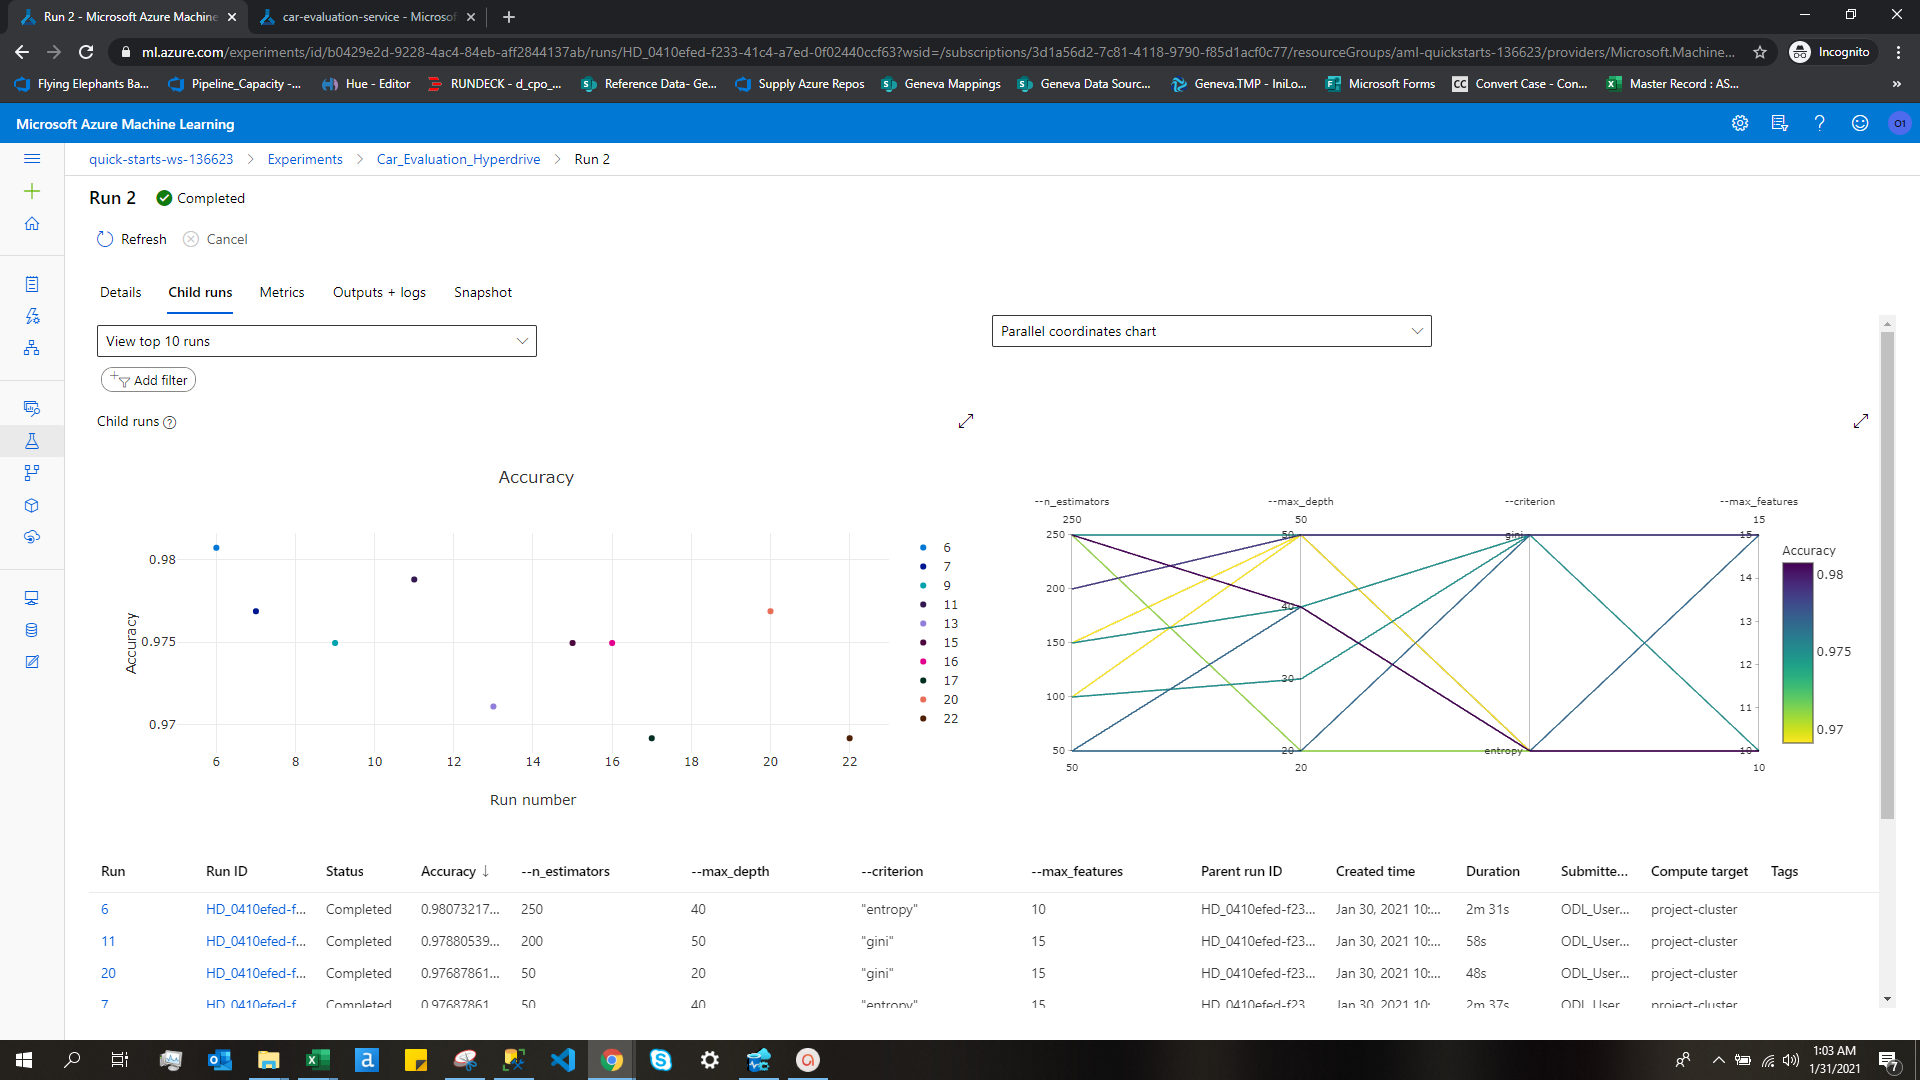 Run 2 - Microsoft Azure Machine
car-evaluation-service - Microsof
ml.azure.com/experiments/id/b0429e2d-9228-4ac4-84eb-aff2844137ab/runs/HD_0410efed-f233-41c4-a7ed-0f02440ccf63?wsid=/subscriptions/3d1a56d2-7c81-4118-9790-f85d1acf0c77/resourceGroups/aml-quickstarts-136623/providers/Microsoft.Machine...
Incognito
Flying Elephants Ba...
Pipeline_Capacity -...
Hue - Editor
RUNDECK - d_cpo_...
Reference Data- Ge...
Supply Azure Repos
Geneva Mappings
Geneva Data Sourc...
Geneva.TMP - IniLo...
Microsoft Forms
CC Convert Case - Con...
Master Record : AS...
»
Microsoft Azure Machine Learning
O1
quick-starts-ws-136623 > Experiments > Car_Evaluation_Hyperdrive > Run 2
Run 2 Completed
Refresh Cancel
Details Child runs Metrics Outputs + logs Snapshot
View top 10 runs
Parallel coordinates chart
Add filter
Child runs
Accuracy
Accuracy
0.98
0.975
0.97
6 8 10 12 14 16 18 20 22
Run number
6
7
9
11
13
15
16
17
20
22
--n_estimators --max_depth --criterion --max_features
250 50 15
250 50 gini 15
200
150
100
50
40
30
20
entropy
14
13
12
11
10
50 20 10
Accuracy
0.98
0.975
0.97
Run Run ID Status Accuracy ↓ --n_estimators --max_depth --criterion --max_features Parent run ID Created time Duration Submitte... Compute target Tags
6 HD_0410efed-f... Completed 0.98073217... 250 40 "entropy" 10 HD_0410efed-f23... Jan 30, 2021 10:... 2m 31s ODL_User... project-cluster
11 HD_0410efed-f... Completed 0.97880539... 200 50 "gini" 15 HD_0410efed-f23... Jan 30, 2021 10:... 58s ODL_User... project-cluster
20 HD_0410efed-f... Completed 0.97687861... 50 20 "gini" 15 HD_0410efed-f23... Jan 30, 2021 10:... 48s ODL_User... project-cluster
7 HD_0410efed-f Completed 0.97687861 50 40 "entropy" 15 HD_0410efed-f23 Jan 30, 2021 10: 2m 37s ODL_User project-cluster
1:03 AM
1/31/2021
7